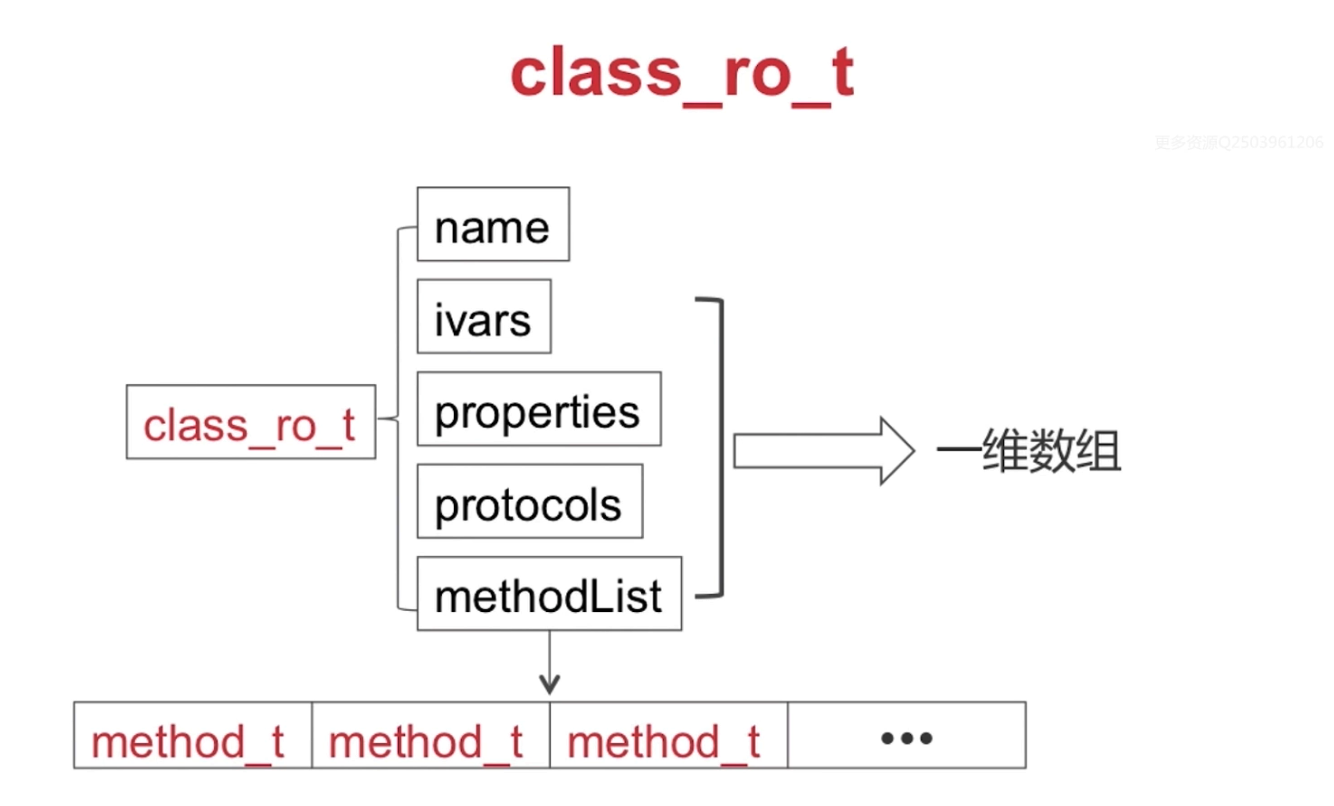 class_ro_t
更多资源Q2503961206
name
ivars
class_ro_t
properties
protocols
methodList
一维数组
method_t method_t method_t •••